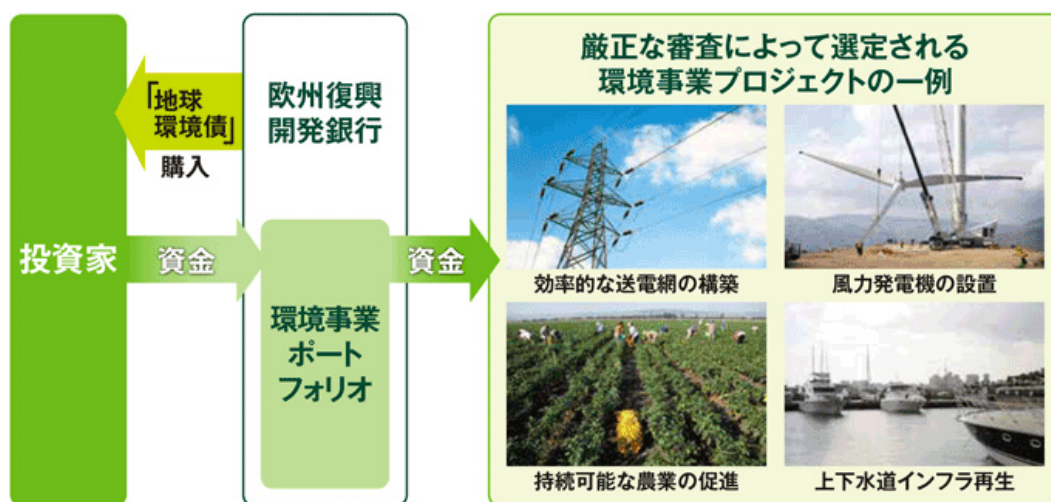 投資家
「地球
環境債」
購入
資金
欧州復興
開発銀行
環境事業
ポート
フォリオ
資金
厳正な審査によって選定される
環境事業プロジェクトの一例
効率的な送電網の構築
風力発電機の設置
持続可能な農業の促進
上下水道インフラ再生